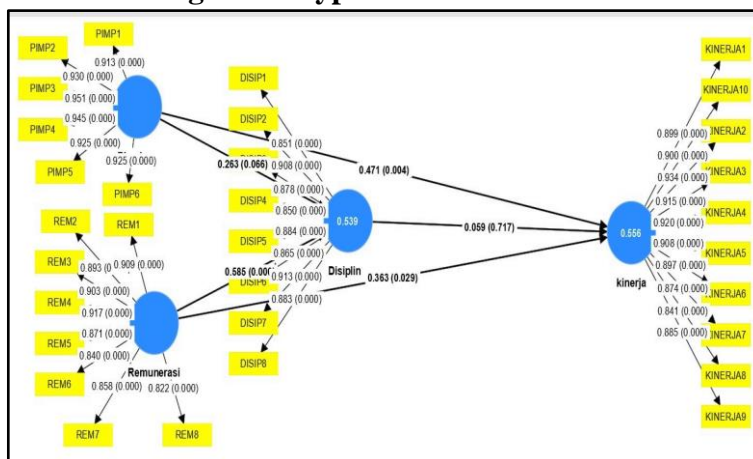 PIMP1
PIMP2
PIMP3
PIMP4
PIMP5
PIMP6
0.913 (0.000)
0.930 (0.000)
0.951 (0.000)
0.945 (0.000)
0.925 (0.000)
0.925 (0.000)
REM2
REM1
REM3
REM4
REM5
REM6
REM7
REM8
0.893
0.909 (0.000)
0.903 (0.000)
0.917 (0.000)
0.871 (0.000)
0.840 (0.000)
0.858 (0.000)
0.822 (0.000)
Remunerasi
0.263 (0.066)
0.585
DISIP1
DISIP2
DISIP4
DISIP5
DISIP6
DISIP7
DISIP8
0.851 (0.000)
0.908 (0.000)
0.878 (0.000)
0.850 (0.000)
0.884 (0.000)
0.865 (0.000)
0.913 (0.000)
0.883 (0.000)
0.539
Disiplin
0.471 (0.004)
0.059 (0.717)
0.363 (0.029)
0.556
kinerja
0.899 (0.000)
0.900 (0.000)
0.934 (0.000)
0.915 (0.000)
0.920 (0.000)
0.908 (0.000)
0.897 (0.000)
0.874 (0.000)
0.841 (0.000)
0.885 (0.000)
KINERJA1
KINERJA10
KINERJA2
KINERJA3
KINERJA4
KINERJA5
KINERJA6
KINERJA7
KINERJA8
KINERJA9